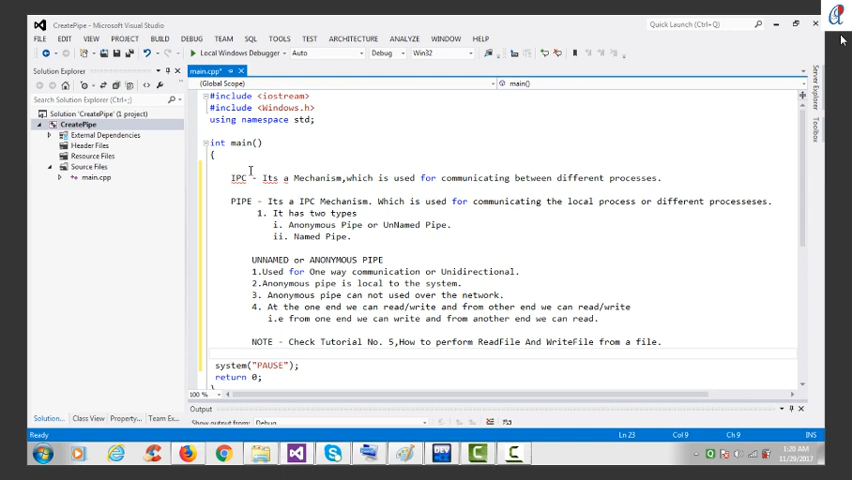 CreatePipe - Microsoft Visual Studio
Quick Launch (Ctrl+Q)
FILE EDIT VIEW PROJECT BUILD DEBUG TEAM SQL TOOLS TEST ARCHITECTURE ANALYZE WINDOW HELP
Local Windows Debugger Auto Debug Win32
Solution Explorer
main.cpp*
(Global Scope)
main()
Search Solution Explorer (Ctrl+;)
Solution 'CreatePipe' (1 project)
CreatePipe
External Dependencies
Header Files
Resource Files
Source Files
main.cpp
#include <iostream>
#include <Windows.h>
using namespace std;
int main()
{
IPC - Its a Mechanism,which is used for communicating between different processes.
PIPE - Its a IPC Mechanism. Which is used for communicating the local process or different processeses.
1. It has two types
i. Anonymous Pipe or UnNamed Pipe.
ii. Named Pipe.
UNNAMED or ANONYMOUS PIPE
1.Used for One way communication or Unidirectional.
2.Anonymous pipe is local to the system.
3. Anonymous pipe can not used over the network.
4. At the one end we can read/write and from other end we can read/write
i.e from one end we can write and from another end we can read.
NOTE - Check Tutorial No. 5,How to perform ReadFile And WriteFile from a file.
system("PAUSE");
return 0;
}
100 %
Server Explorer
Toolbox
Solution... Class View Property... Team Ex...
Output
Show output from: Debug
Ready
Ln 23 Col 9 Ch 9 INS
DEV
1:20 AM
11/29/2017